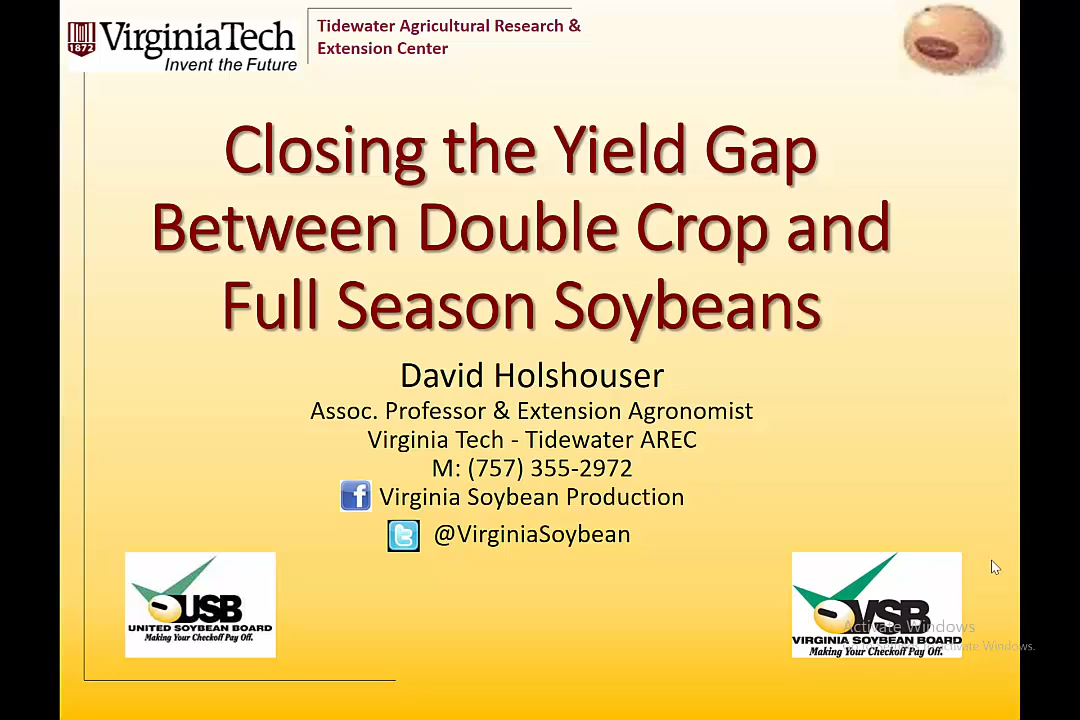 VirginiaTech
1872
Invent the Future
Tidewater Agricultural Research &
Extension Center
Closing the Yield Gap
Between Double Crop and
Full Season Soybeans
David Holshouser
Assoc. Professor & Extension Agronomist
Virginia Tech - Tidewater AREC
M: (757) 355-2972
f Virginia Soybean Production
@VirginiaSoybean
USB
UNITED SOYBEAN BOARD
Making Your Checkoff Pay Off.
VSB
VIRGINIA SOYBEAN BOARD
Making Your Checkoff Pay Off.
Activate Windows
Activate Windows.